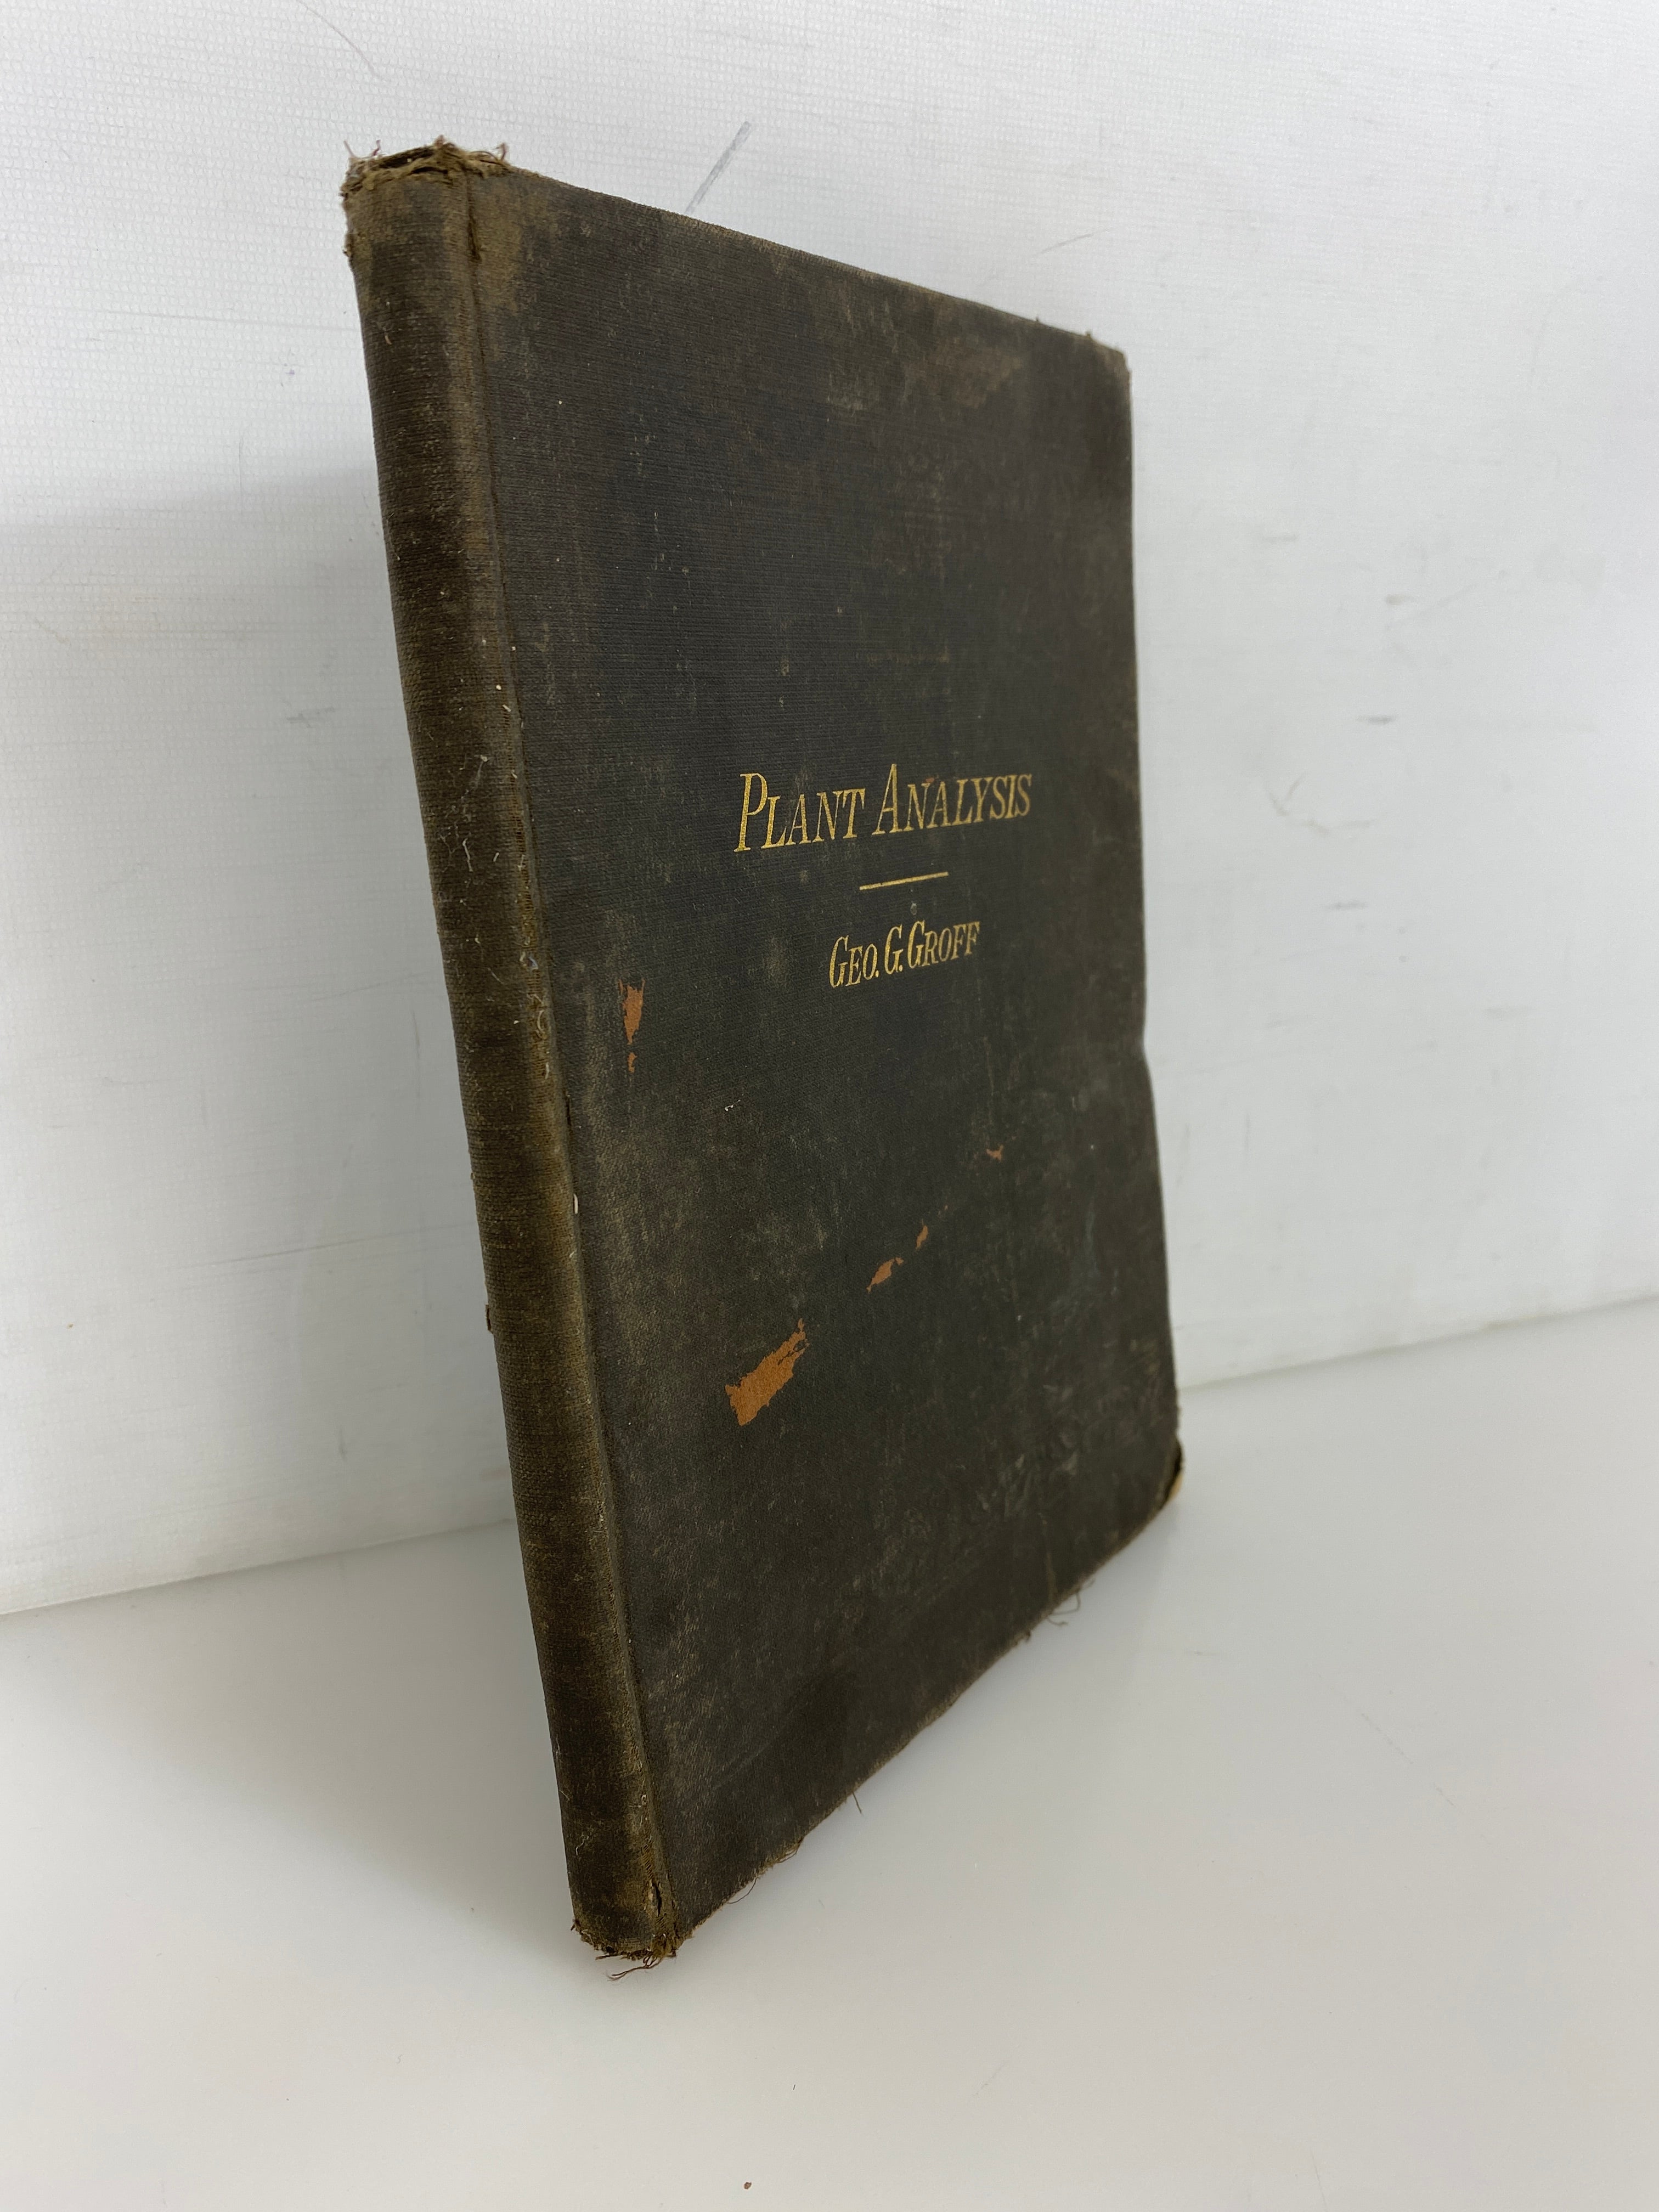 PLANT ANALYSIS
GEO. G. GROFF